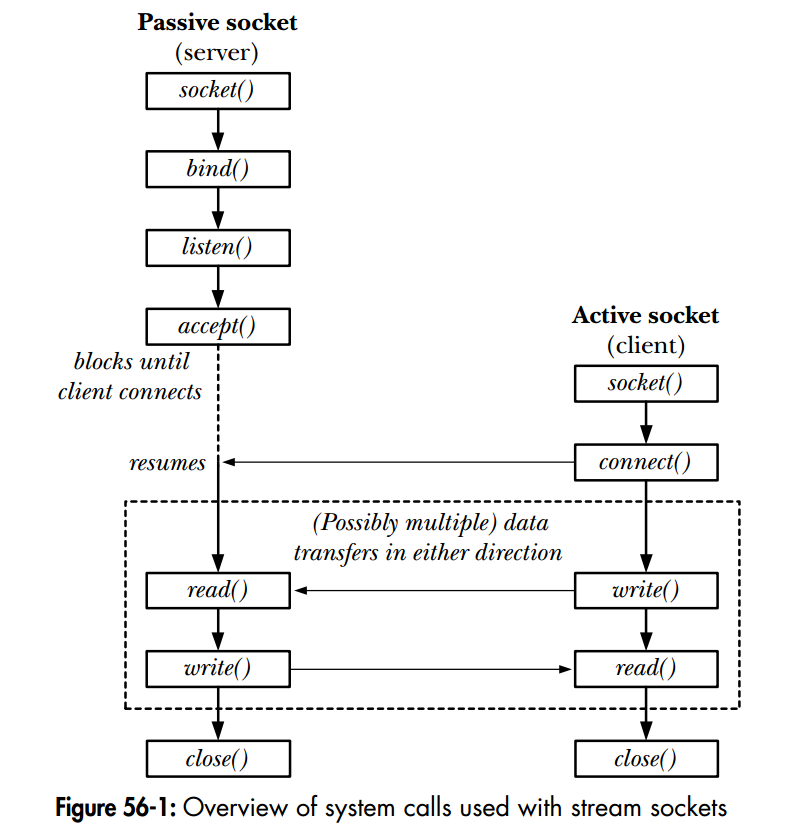 Passive socket
(server)
socket()
bind()
listen()
accept()
blocks until
client connects
resumes
Active socket
(client)
socket()
connect()
(Possibly multiple) data
transfers in either direction
read()
write()
write()
read()
close()
close()
Figure 56-1: Overview of system calls used with stream sockets